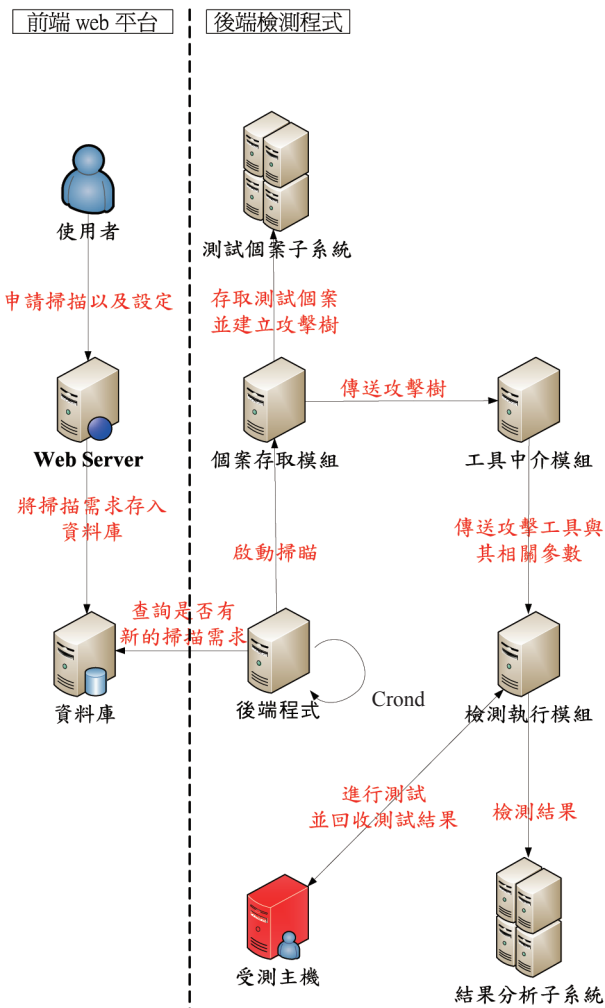 前端 web 平台
後端檢測程式
使用者
測試個案子系統
申請掃描以及設定
存取測試個案
並建立攻擊樹
傳送攻擊樹
Web Server
個案存取模組
工具中介模組
將掃描需求存入
資料庫
啟動掃瞄
傳送攻擊工具與
其相關參數
查詢是否有
新的掃描需求
資料庫
後端程式
Crond
檢測執行模組
進行測試
並回收測試結果
檢測結果
受測主機
結果分析子系統